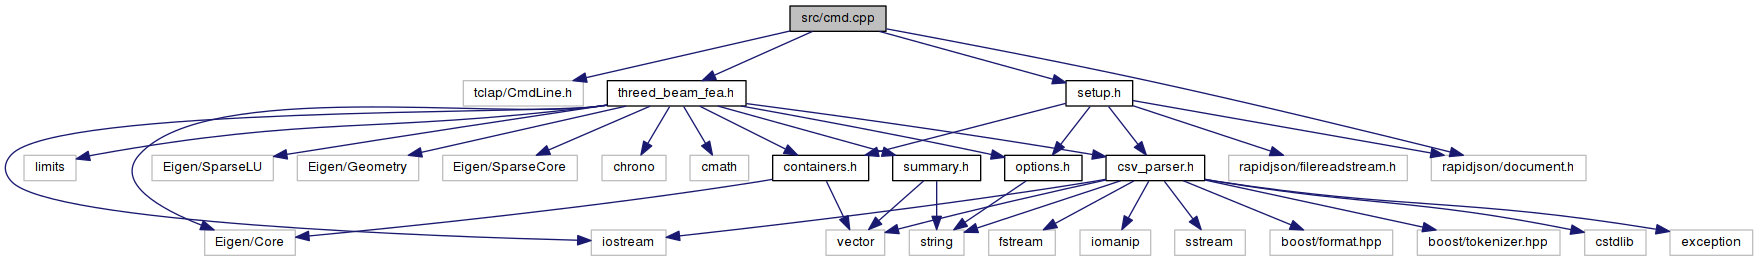 src/cmd.cpp
tclap/CmdLine.h
threed_beam_fea.h
setup.h
limits
Eigen/SparseLU
Eigen/Geometry
Eigen/SparseCore
chrono
cmath
containers.h
summary.h
options.h
csv_parser.h
rapidjson/filereadstream.h
rapidjson/document.h
Eigen/Core
iostream
vector
string
fstream
iomanip
sstream
boost/format.hpp
boost/tokenizer.hpp
cstdlib
exception